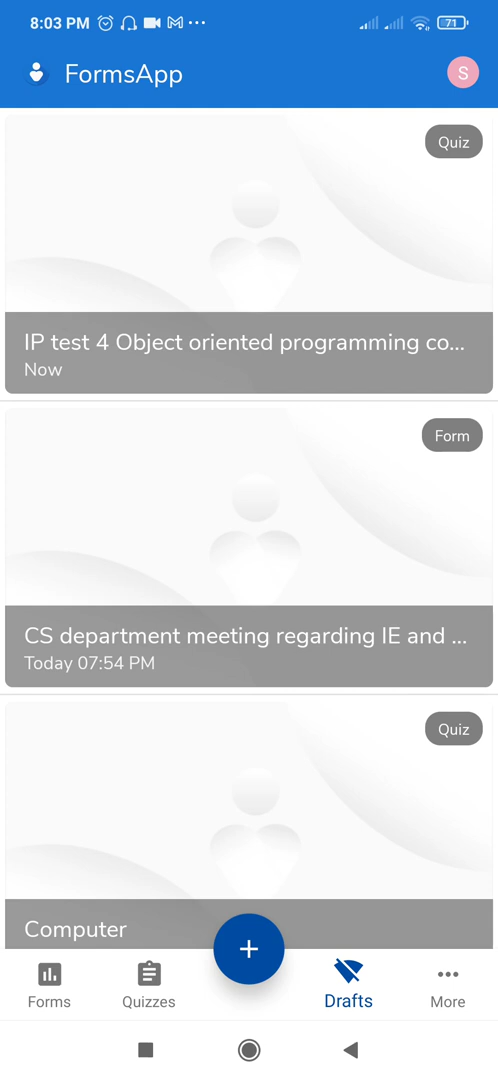 8:03 PM
71
FormsApp
S
Quiz
IP test 4 Object oriented programming co...
Now
Form
CS department meeting regarding IE and ...
Today 07:54 PM
Quiz
Computer
Forms
Quizzes
Drafts
More